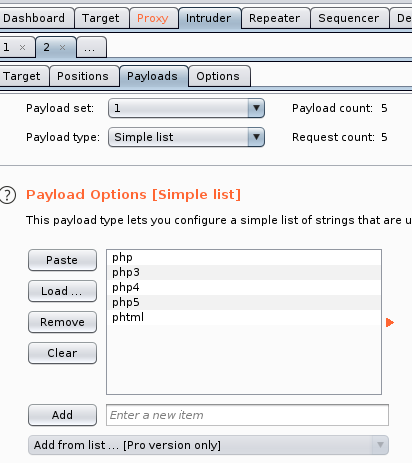 Dashboard Target Proxy Intruder Repeater Sequencer De
1 × 2 × ...
Target Positions Payloads Options
Payload set: 1 Payload count: 5
Payload type: Simple list Request count: 5
? Payload Options [Simple list]
This payload type lets you configure a simple list of strings that are u
Paste php
php3
Load ... php4
php5
Remove phtml
Clear
Add Enter a new item
Add from list ... [Pro version only]